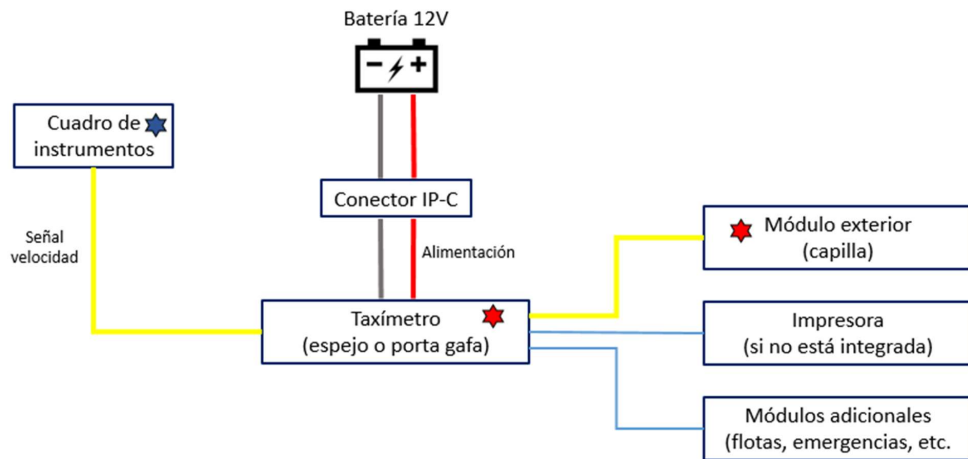 Batería 12V
Cuadro de
instrumentos
Conector IP-C
Señal
velocidad
Alimentación
Módulo exterior
(capilla)
Taxímetro
(espejo o porta gafa)
Impresora
(si no está integrada)
Módulos adicionales
(flotas, emergencias, etc.